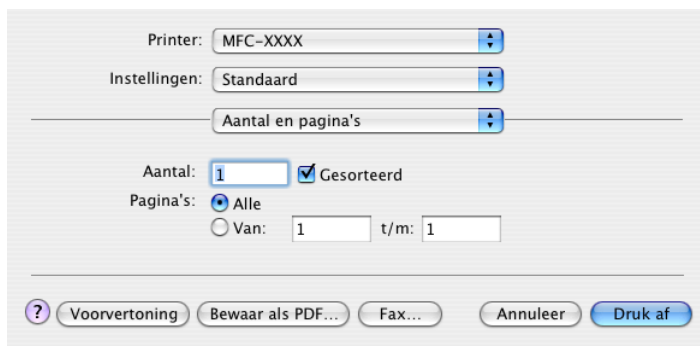 Printer: MFC-XXXX
Instellingen: Standaard
Aantal en pagina's
Aantal: 1 Gesorteerd
Pagina's: Alle
Van: 1 t/m: 1
? Voorvertoning Bewaar als PDF... Fax... Annuleer Druk af